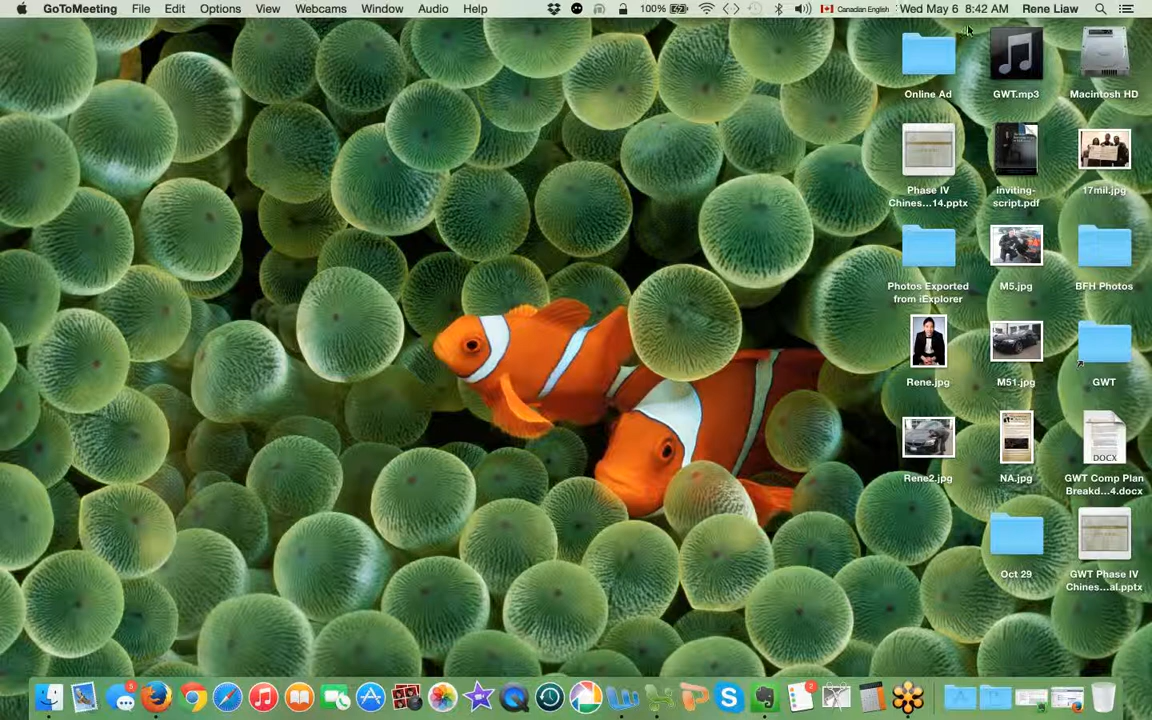 GoToMeeting File Edit Options View Webcams Window Audio Help 100% Canadian English Wed May 6 8:42 AM Rene Liaw
Online Ad GWT.mp3 Macintosh HD
Phase IV Chines...14.pptx
Inviting-script.pdf
17mil.jpg
Photos Exported from iExplorer
M5.jpg
BFH Photos
Rene.jpg M51.jpg GWT
DOCX
Rene2.jpg NA.jpg
GWT Comp Plan Breakd...4.docx
Oct 29
GWT Phase IV Chines...al.pptx